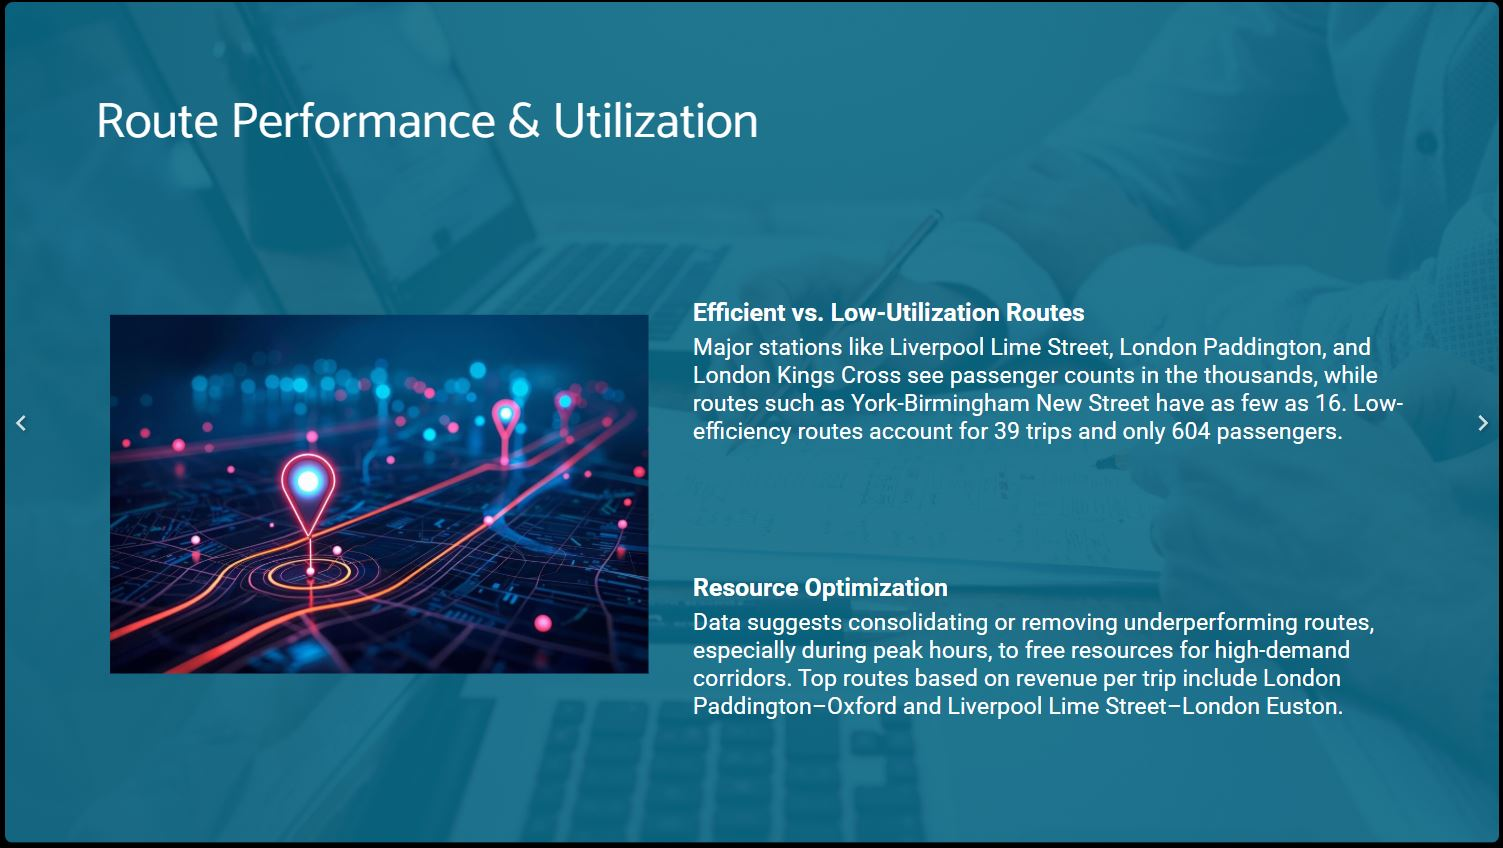 Route Performance & Utilization
Efficient vs. Low-Utilization Routes
Major stations like Liverpool Lime Street, London Paddington, and
London Kings Cross see passenger counts in the thousands, while
routes such as York-Birmingham New Street have as few as 16. Low-
efficiency routes account for 39 trips and only 604 passengers.
Resource Optimization
Data suggests consolidating or removing underperforming routes,
especially during peak hours, to free resources for high-demand
corridors. Top routes based on revenue per trip include London
Paddington–Oxford and Liverpool Lime Street–London Euston.